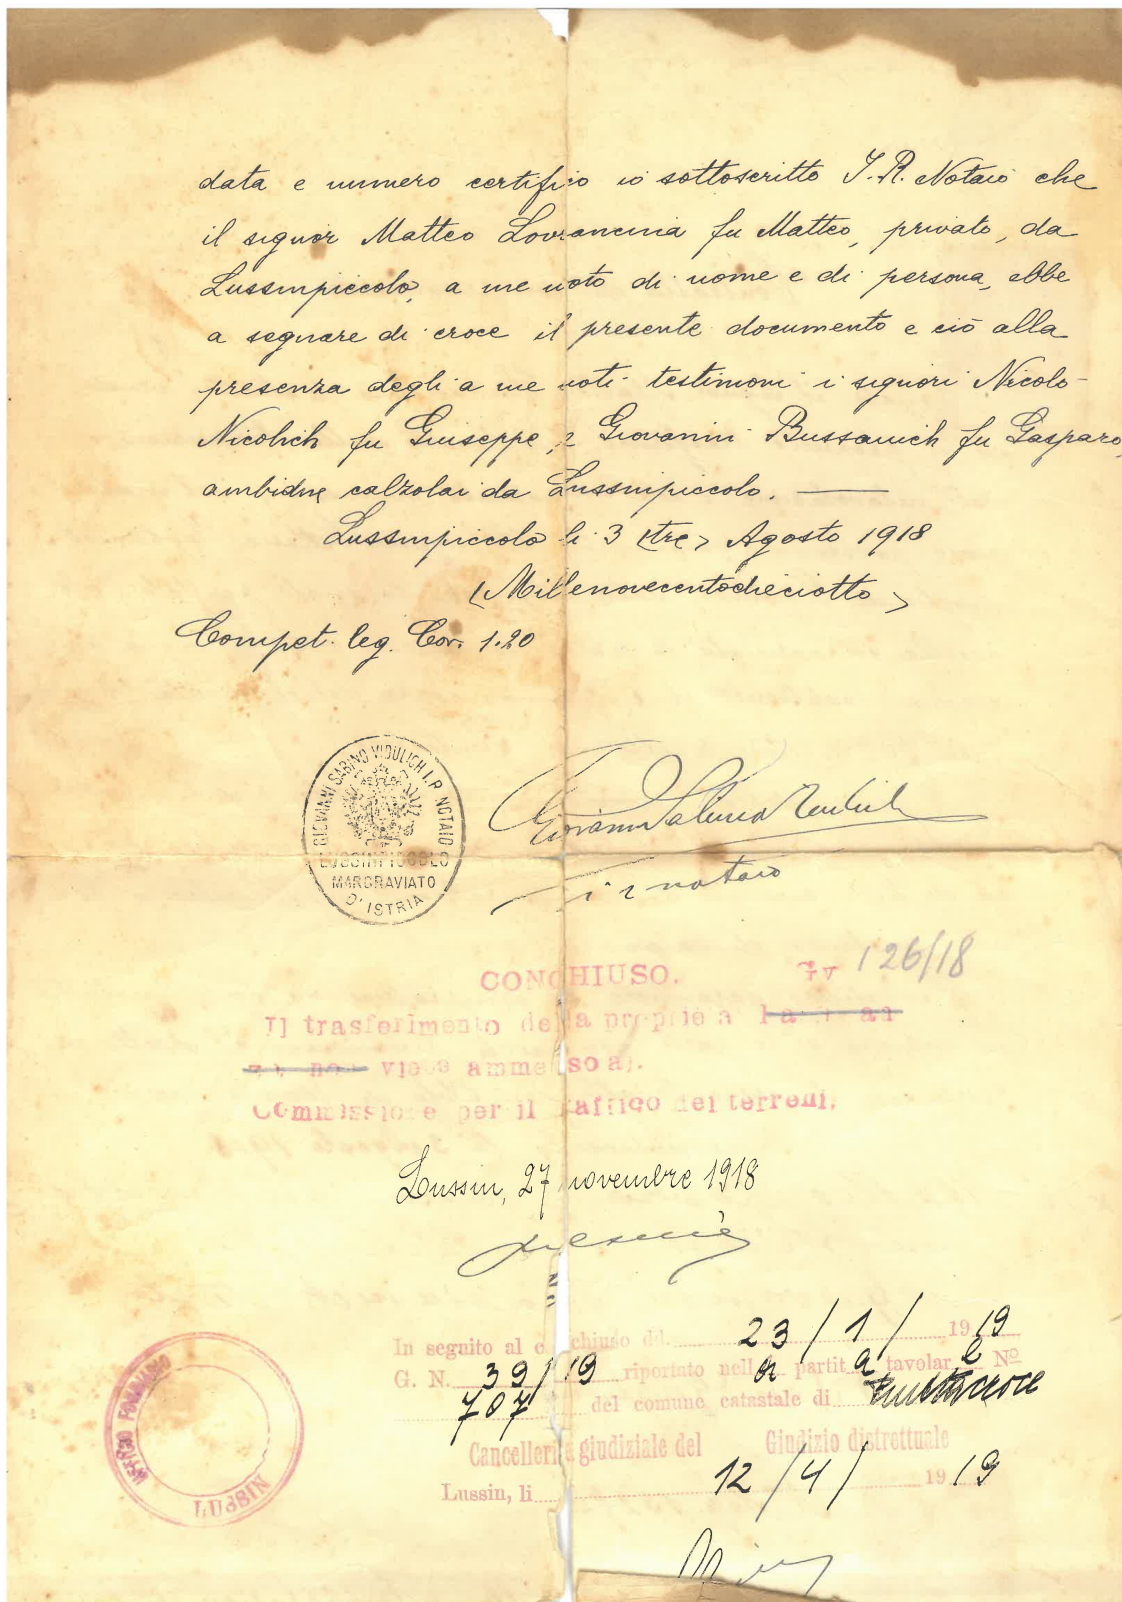 data e numero certifico io sottoscritto I. R. Notaio che
il signor Matteo Lovrancina fu Matteo, privato, da
Lussinpiccolo, a me noto di nome e di persona, ebbe
a segnare di croce il presente documento e ciò alla
presenza degli a me noti testimoni i signori Nicolò
Nicolich fu Giuseppe, e Giovanni Bussanich fu Gasparo,
ambidue calzolai da Lussinpiccolo. —
Lussinpiccolo li 3 (tre) Agosto 1918
(Millenovecentodieciotto)
Compet. leg. Cor. 1.20
GIOVANNI SABINO VIDULICH I.R. NOTAIO
LUSSINPICCOLO
MARGRAVIATO
D'ISTRIA
Giovanni Sabino Vidulich
i r notaio
CONCHIUSO. Gv 126/18
Il trasferimento della proprietà
viene ammesso a).
Commissione per il traffico dei terreni.
Lussin, 27 novembre 1918
In seguito al conchiuso dd. 23/1/1919
G. N. 39/19 riportato nella partita tavolare Nº
707 del comune catastale di
Cancelleria giudiziale del Giudizio distrettuale
Lussin, li 12/4/1919
UFFICIO FONDIARIO
LUSSIN